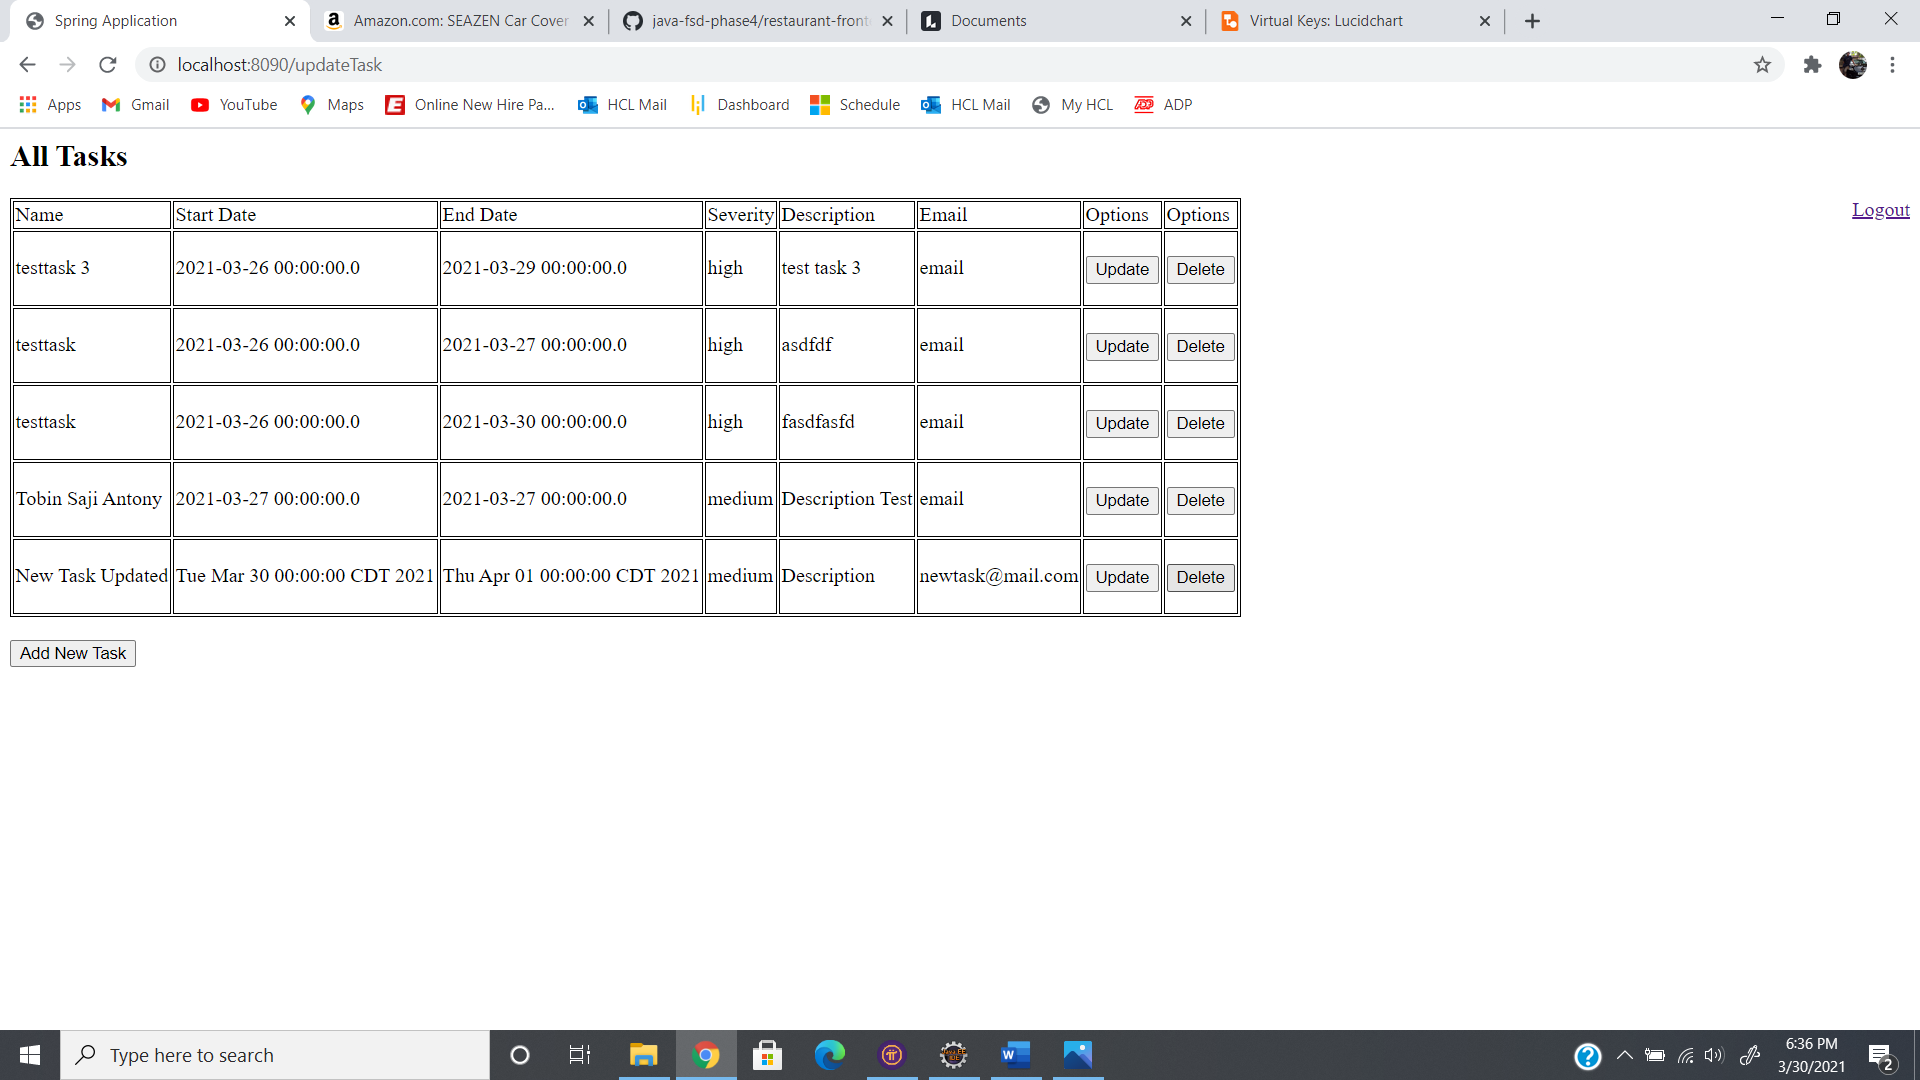 Spring Application
Amazon.com: SEAZEN Car Cover
java-fsd-phase4/restaurant-front
Documents
Virtual Keys: Lucidchart
localhost:8090/updateTask
Apps Gmail YouTube Maps Online New Hire Pa... HCL Mail Dashboard Schedule HCL Mail My HCL ADP
All Tasks
Logout
Name Start Date End Date Severity Description Email Options Options
testtask 3 2021-03-26 00:00:00.0 2021-03-29 00:00:00.0 high test task 3 email Update Delete
testtask 2021-03-26 00:00:00.0 2021-03-27 00:00:00.0 high asdfdf email Update Delete
testtask 2021-03-26 00:00:00.0 2021-03-30 00:00:00.0 high fasdfasfd email Update Delete
Tobin Saji Antony 2021-03-27 00:00:00.0 2021-03-27 00:00:00.0 medium Description Test email Update Delete
New Task Updated Tue Mar 30 00:00:00 CDT 2021 Thu Apr 01 00:00:00 CDT 2021 medium Description newtask@mail.com Update Delete
Add New Task
Type here to search
6:36 PM
3/30/2021
2